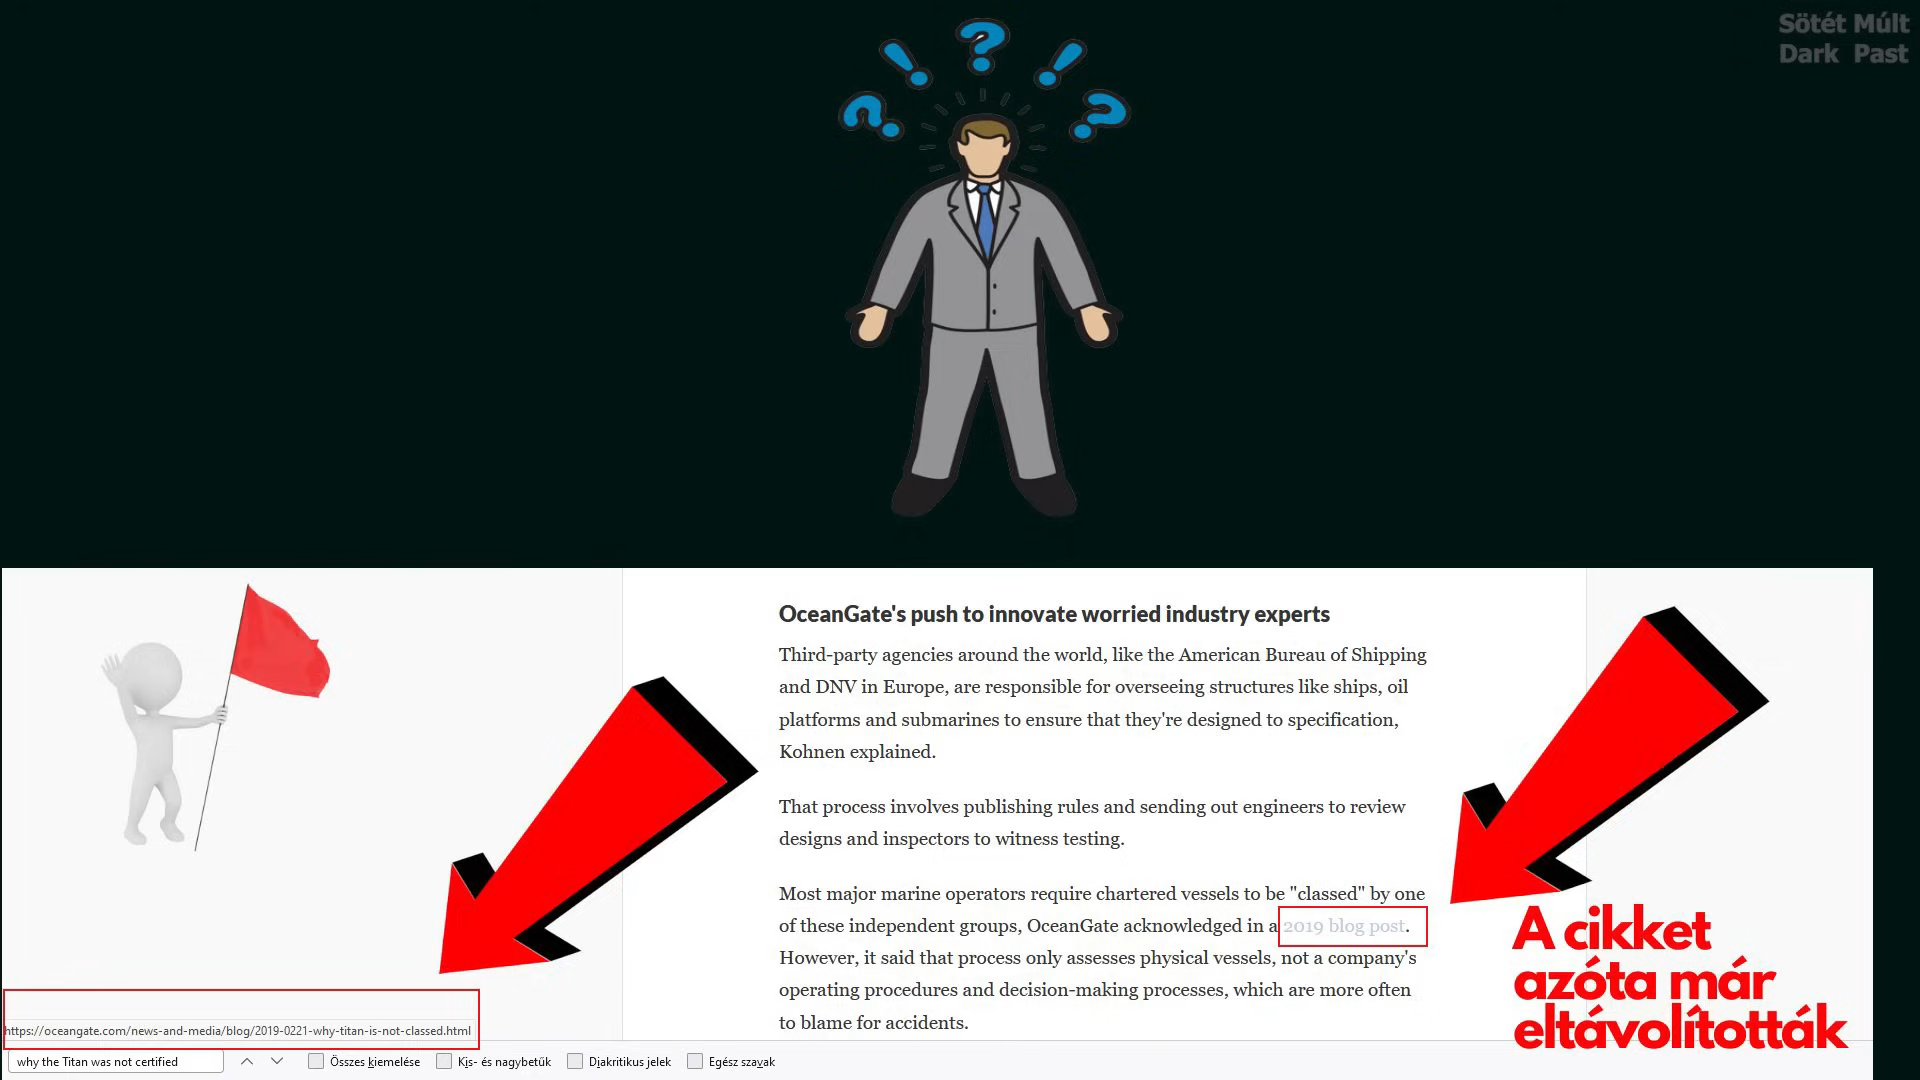 Sötét Múlt
Dark Past
OceanGate's push to innovate worried industry experts
Third-party agencies around the world, like the American Bureau of Shipping
and DNV in Europe, are responsible for overseeing structures like ships, oil
platforms and submarines to ensure that they're designed to specification,
Kohnen explained.
That process involves publishing rules and sending out engineers to review
designs and inspectors to witness testing.
Most major marine operators require chartered vessels to be "classed" by one
of these independent groups, OceanGate acknowledged in a 2019 blog post.
However, it said that process only assesses physical vessels, not a company's
operating procedures and decision-making processes, which are more often
to blame for accidents.
A cikket
azóta már
eltávolították
https://oceangate.com/news-and-media/blog/2019-0221-why-titan-is-not-classed.html
why the Titan was not certified
Összes kiemelése
Kis- és nagybetűk
Diakritikus jelek
Egész szavak